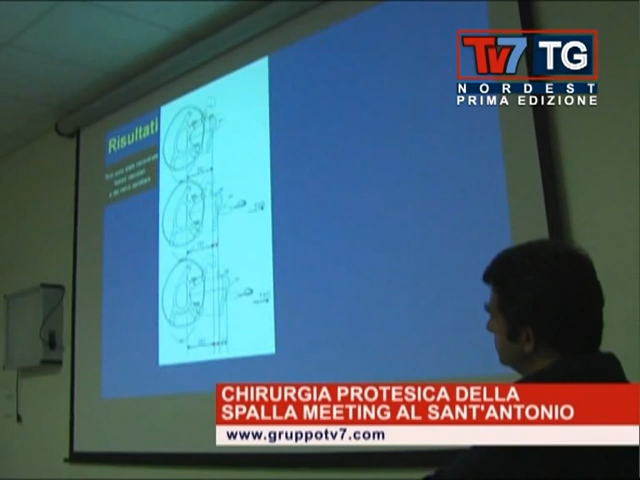 TV7 TG
NORDEST
PRIMA EDIZIONE
Risultati
CHIRURGIA PROTESICA DELLA
SPALLA MEETING AL SANT'ANTONIO
www.gruppotv7.com